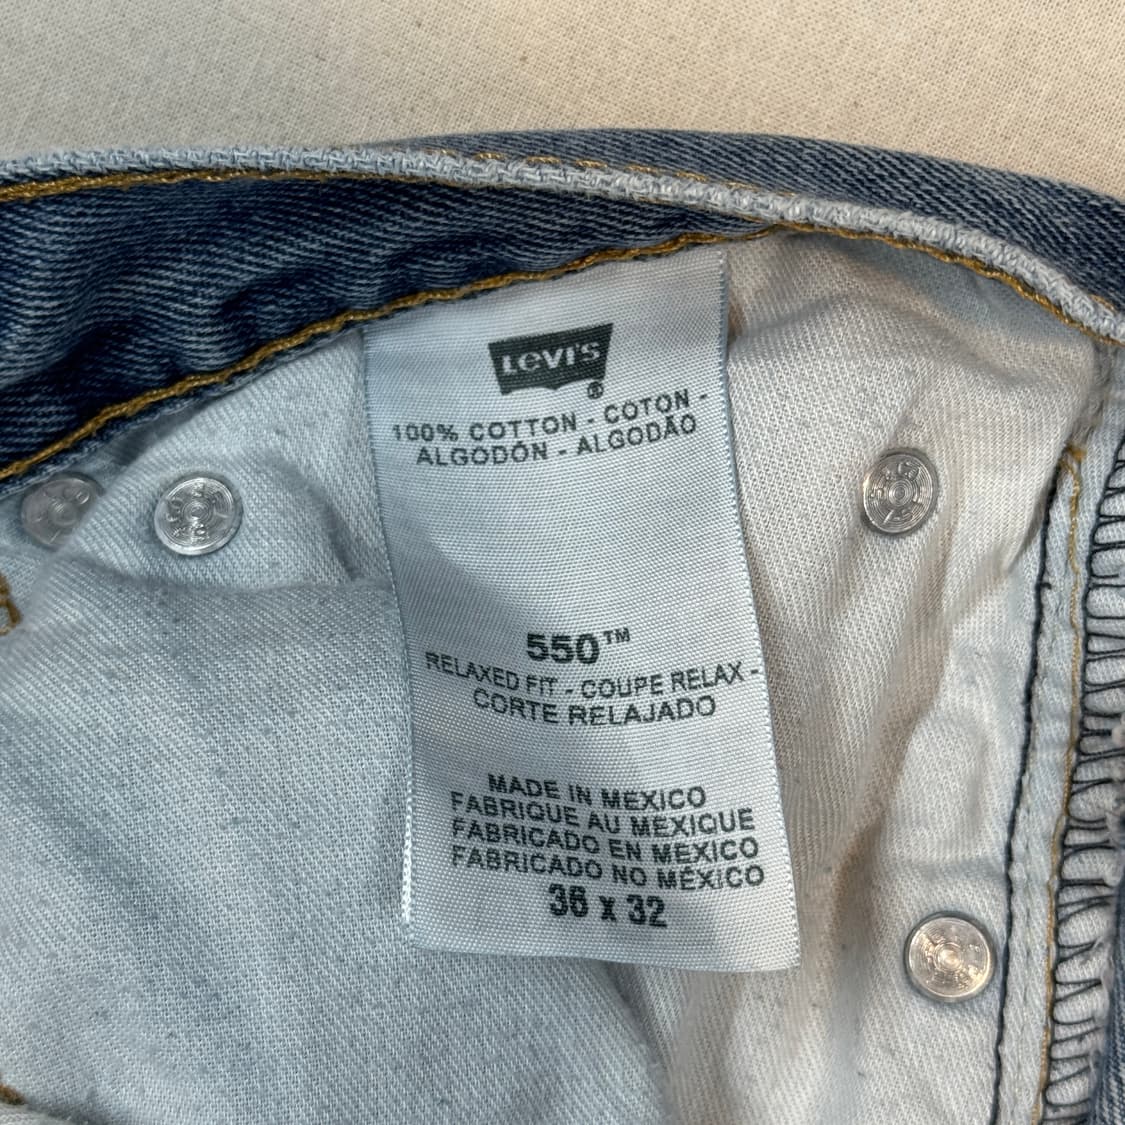 LEVI'S
®
100% COTTON - COTON -
ALGODÓN - ALGODÃO
550™
RELAXED FIT - COUPE RELAX -
CORTE RELAJADO
MADE IN MEXICO
FABRIQUE AU MEXIQUE
FABRICADO EN MEXICO
FABRICADO NO MÉXICO
36 x 32